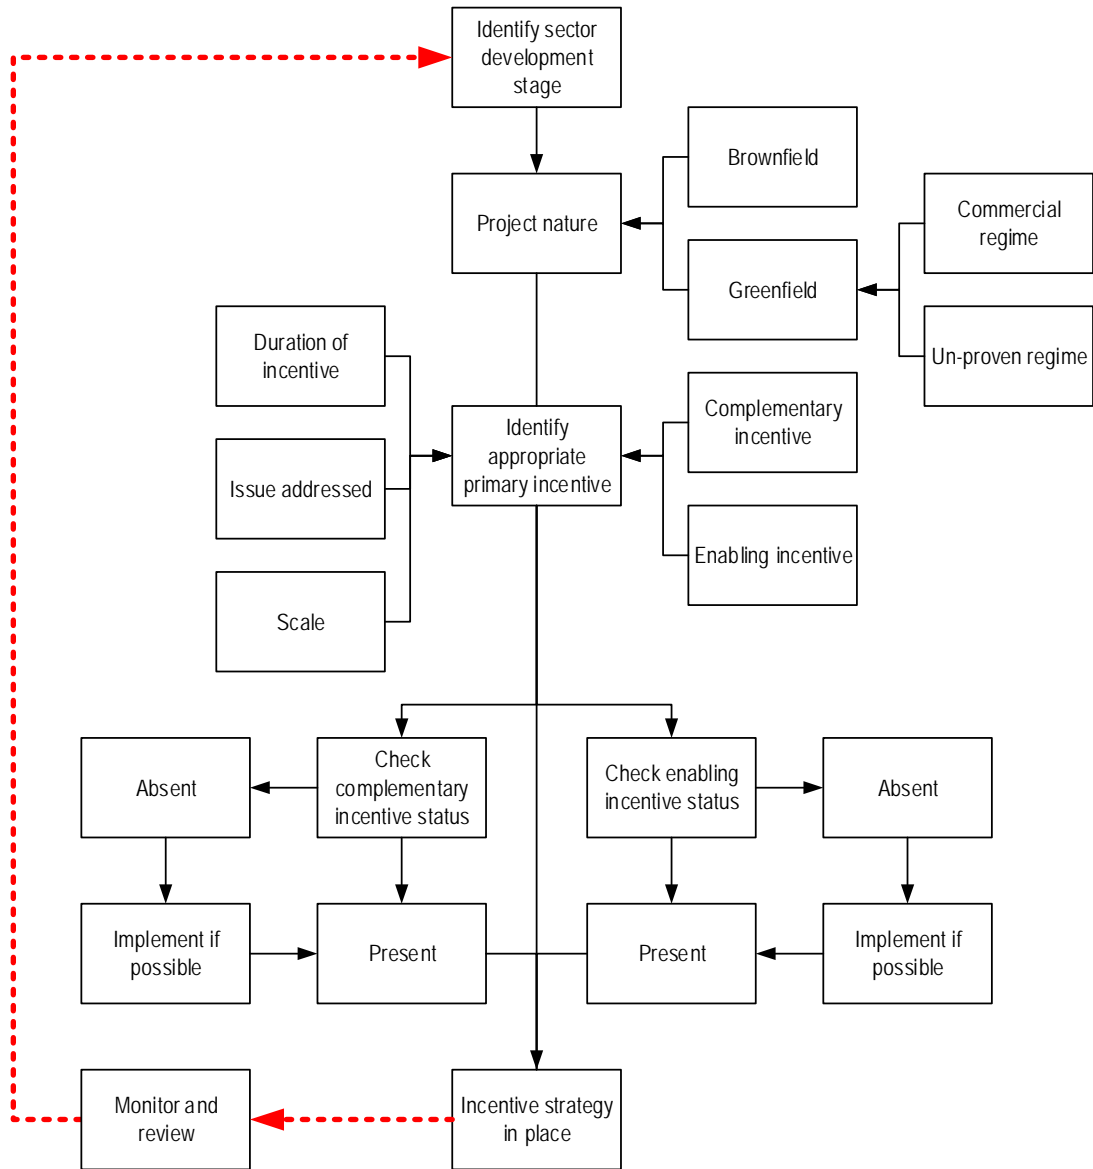 Identify sector
development
stage
Brownfield
Project nature
Commercial
regime
Greenfield
Duration of
incentive
Un-proven regime
Complementary
incentive
Identify
appropriate
primary incentive
Issue addressed
Enabling incentive
Scale
Absent
Check
complementary
incentive status
Check enabling
incentive status
Absent
Implement if
possible
Present
Present
Implement if
possible
Monitor and
review
Incentive strategy
in place